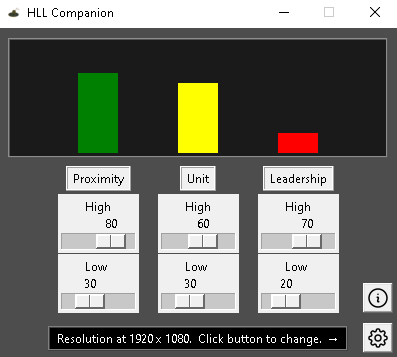 HLL Companion
Proximity Unit Leadership
High High High
80 60 70
Low Low Low
30 30 20
Resolution at 1920 x 1080. Click button to change. →